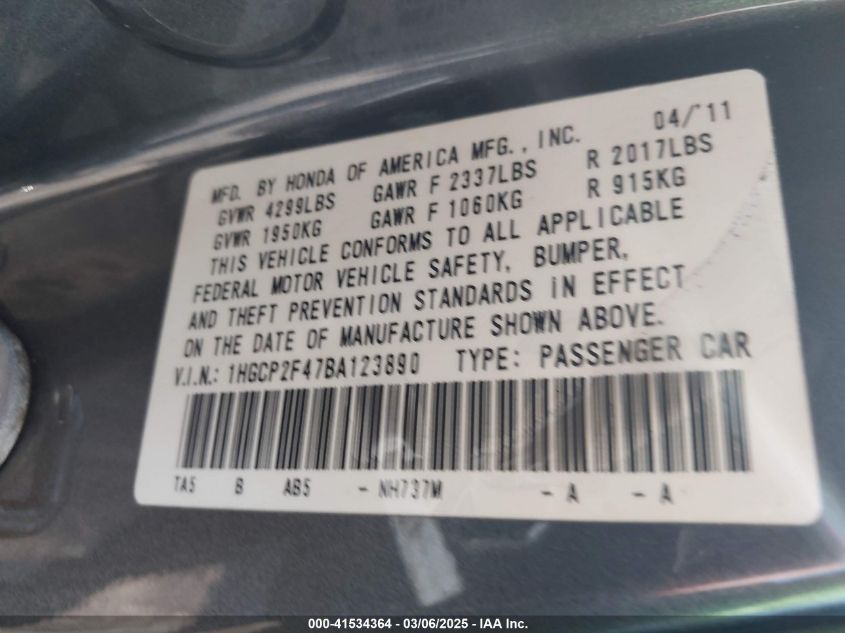 04/'11
MFD. BY HONDA OF AMERICA MFG., INC.
GVWR 4299LBS GAWR F 2337LBS R 2017LBS
GVWR 1950KG GAWR F 1060KG R 915KG
THIS VEHICLE CONFORMS TO ALL APPLICABLE
FEDERAL MOTOR VEHICLE SAFETY, BUMPER,
AND THEFT PREVENTION STANDARDS IN EFFECT
ON THE DATE OF MANUFACTURE SHOWN ABOVE.
V.I.N.: 1HGCP2F47BA123890 TYPE: PASSENGER CAR
TA5 B AB5 - NH737M - A - A
000-41534364 - 03/06/2025 - IAA Inc.